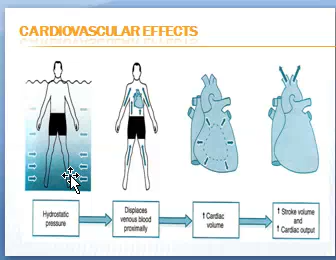 CARDIOVASCULAR EFFECTS
Hydrostatic
pressure
Displaces
venous blood
proximally
↑ Cardiac
volume
↑ Stroke volume
and
↑ Cardiac output